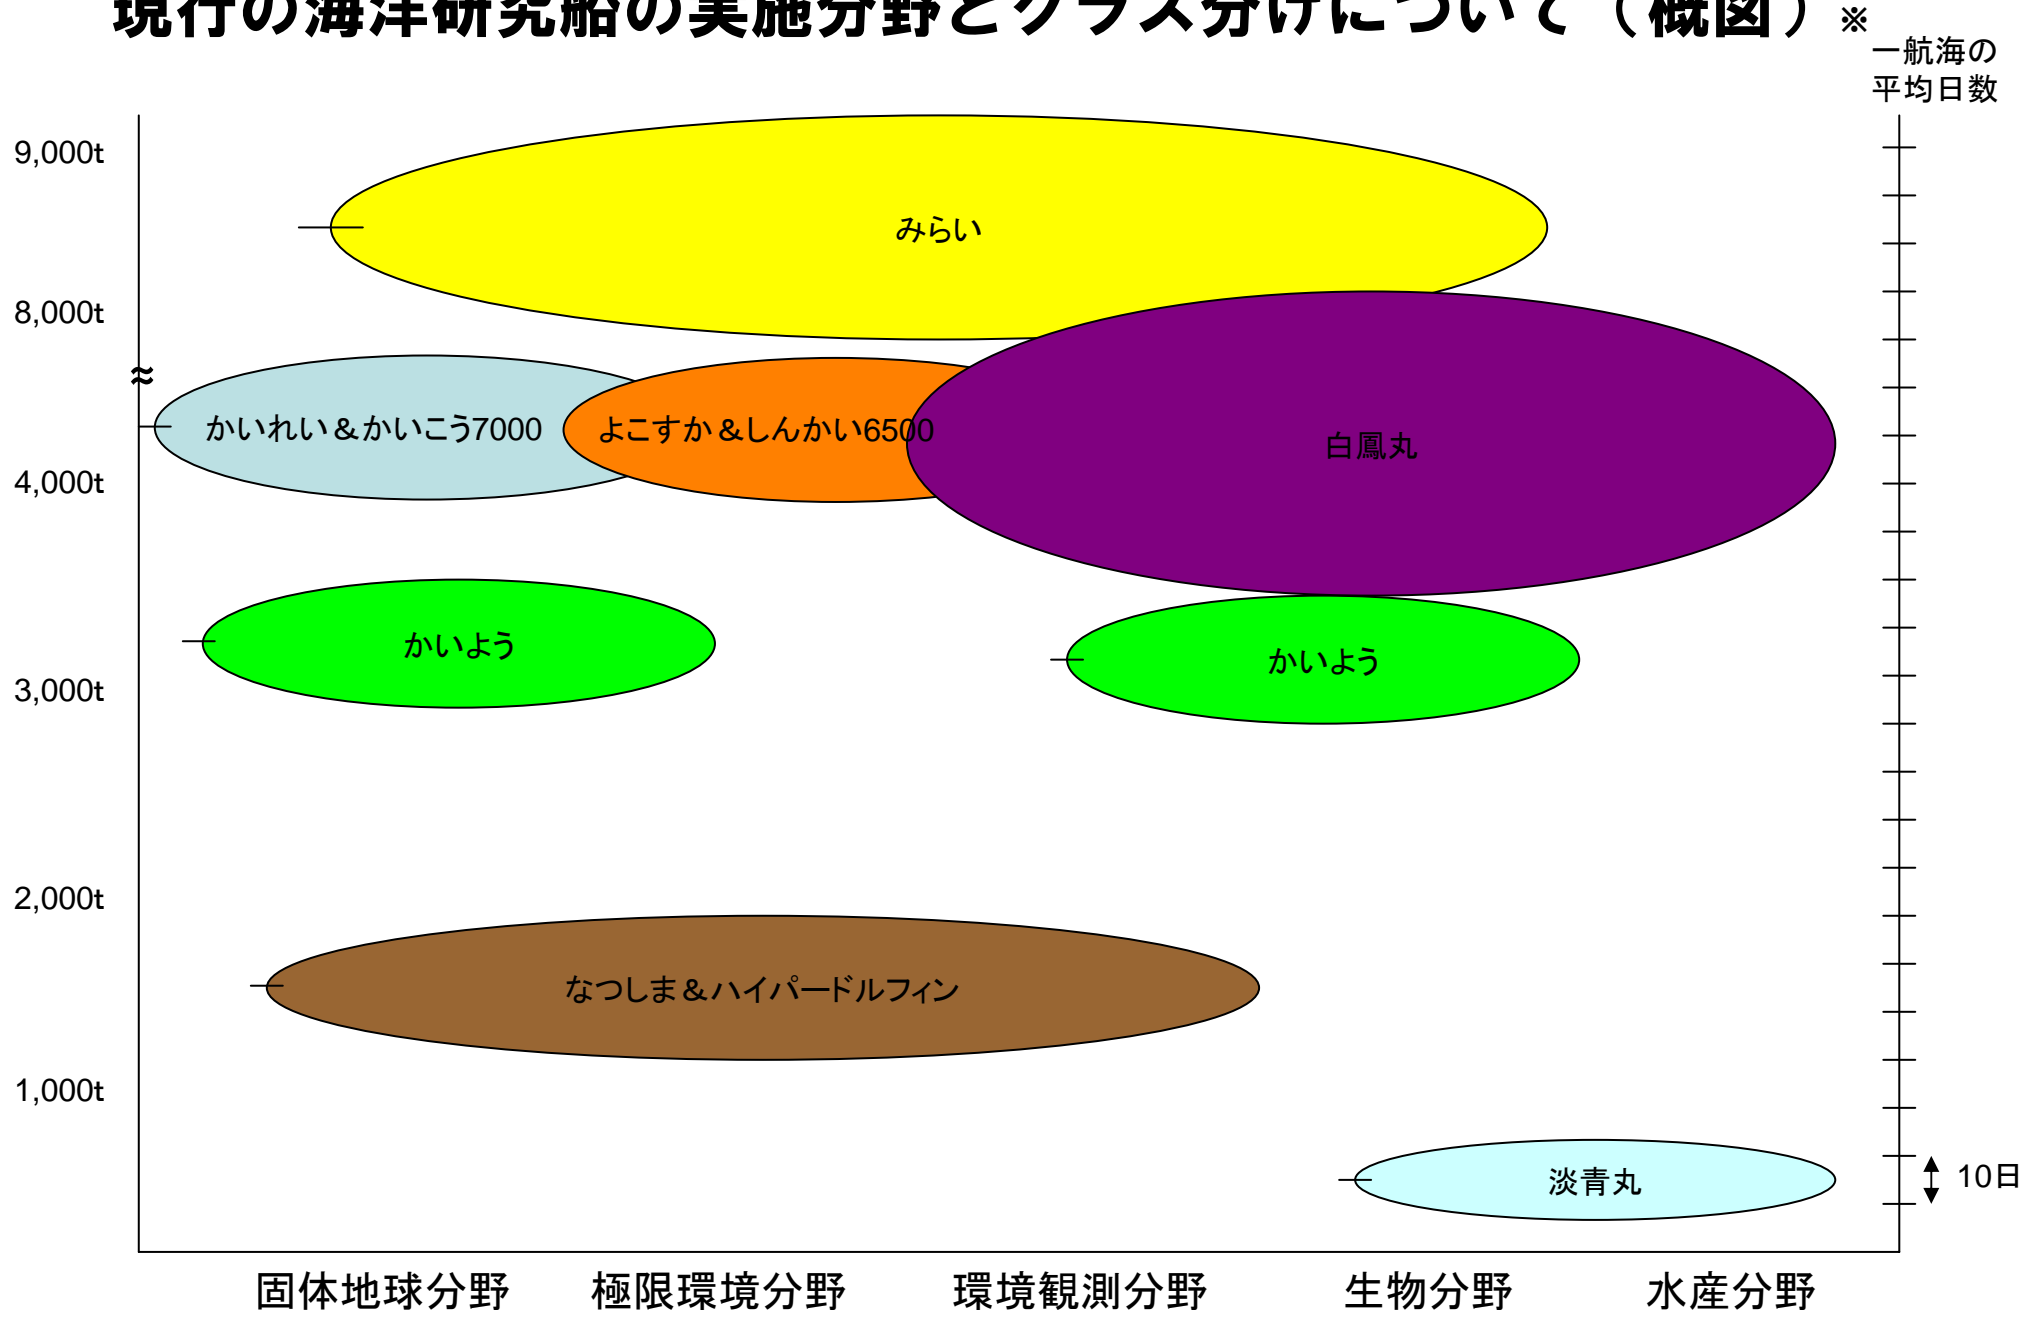 現行の海洋研究船の実施分野とクラス分けについて（概図）※
一航海の
平均日数
9,000t
みらい
8,000t
≈
かいれい＆かいこう7000
よこすか＆しんかい6500
白鳳丸
4,000t
かいよう
かいよう
3,000t
2,000t
なつしま＆ハイパードルフィン
1,000t
淡青丸
10日
固体地球分野
極限環境分野
環境観測分野
生物分野
水産分野